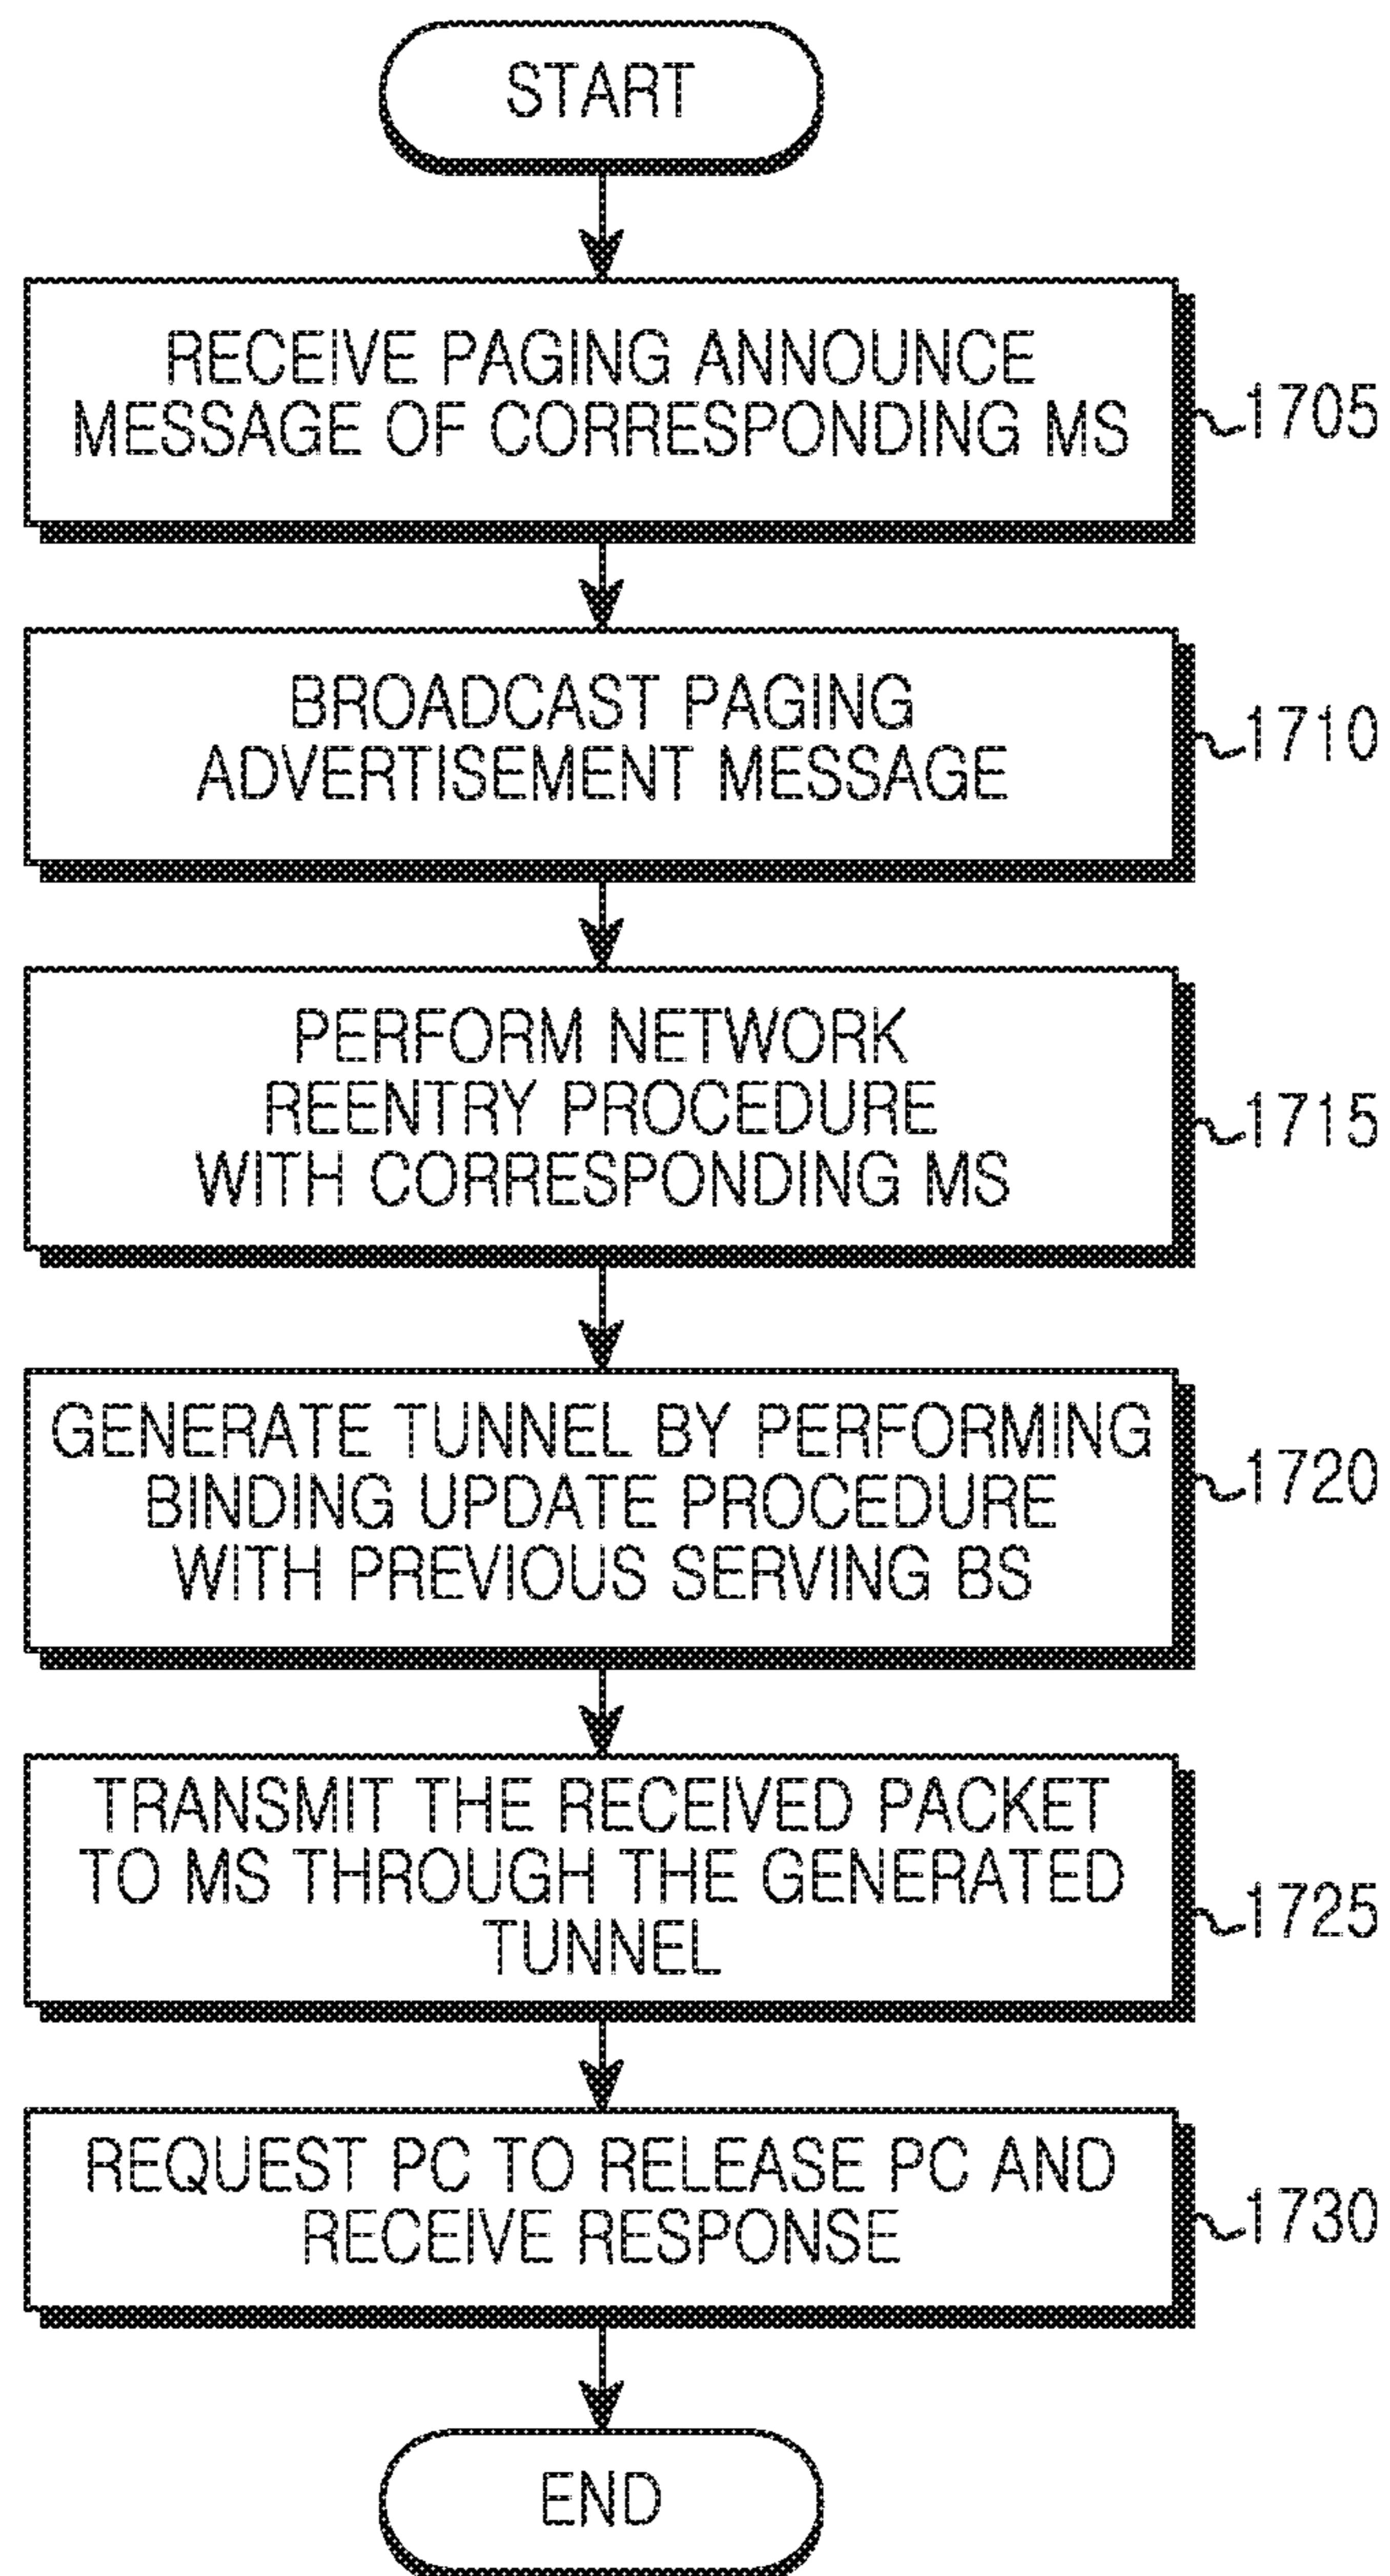 START
RECEIVE PAGING ANNOUNCE
MESSAGE OF CORRESPONDING MS
1705
BROADCAST PAGING
ADVERTISEMENT MESSAGE
1710
PERFORM NETWORK
REENTRY PROCEDURE
WITH CORRESPONDING MS
1715
GENERATE TUNNEL BY PERFORMING
BINDING UPDATE PROCEDURE
WITH PREVIOUS SERVING BS
1720
TRANSMIT THE RECEIVED PACKET
TO MS THROUGH THE GENERATED
TUNNEL
1725
REQUEST PC TO RELEASE PC AND
RECEIVE RESPONSE
1730
END